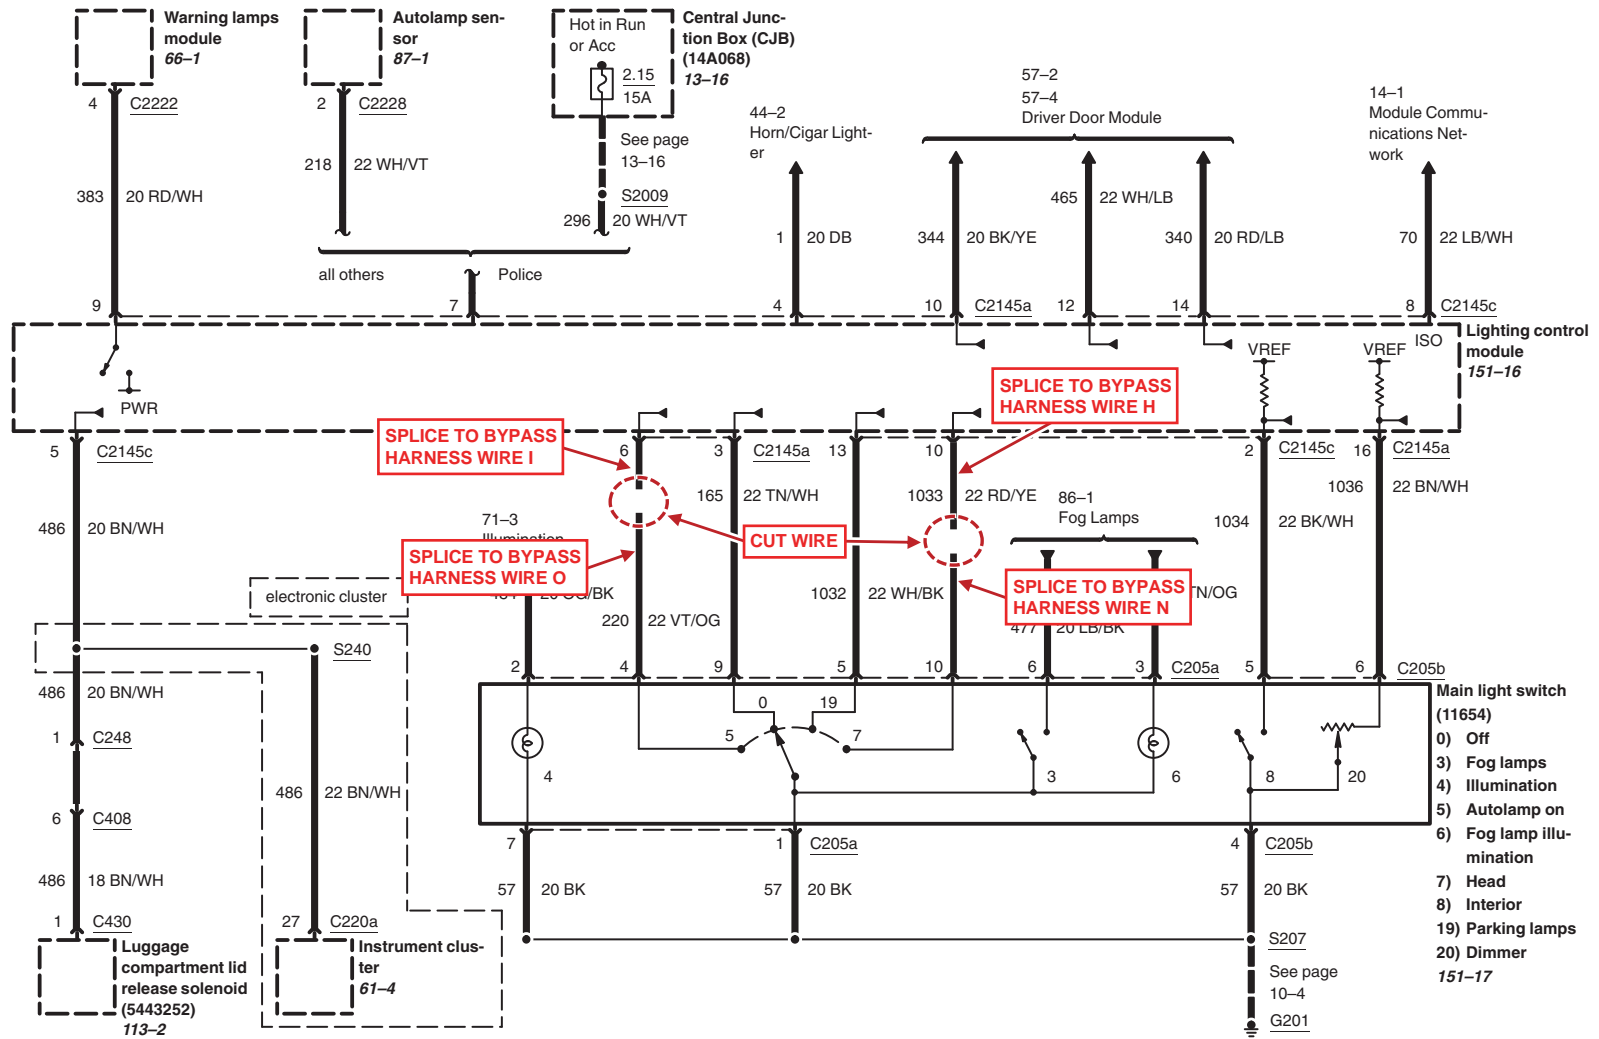 Warning lamps
module
66–1
Autolamp sen-
sor
87–1
Hot in Run
or Acc
2.15
15A
Central Junc-
tion Box (CJB)
(14A068)
13–16
4 C2222
2 C2228
See page
13–16
S2009
383 20 RD/WH
218 22 WH/VT
296 20 WH/VT
all others
Police
44–2
Horn/Cigar Light-
er
57–2
57–4
Driver Door Module
14–1
Module Commu-
nications Net-
work
1 20 DB
344 20 BK/YE
465 22 WH/LB
340 20 RD/LB
70 22 LB/WH
9 7 4 10 C2145a 12 14 8 C2145c
Lighting control
module
151–16
PWR
VREF
VREF
ISO
SPLICE TO BYPASS
HARNESS WIRE H
SPLICE TO BYPASS
HARNESS WIRE I
5 C2145c 6 3 C2145a 13 10 2 C2145c 16 C2145a
165 22 TN/WH
1033 22 RD/YE
1036 22 BN/WH
1034 22 BK/WH
86–1
Fog Lamps
71–3
486 20 BN/WH
CUT WIRE
SPLICE TO BYPASS
HARNESS WIRE O
SPLICE TO BYPASS
HARNESS WIRE N
electronic cluster
220 22 VT/OG
1032 22 WH/BK
477 20 LB/BK
TN/OG
S240
2 4 9 5 10 6 3 C205a 5 6 C205b
486 20 BN/WH
1 C248
6 C408
486 22 BN/WH
486 18 BN/WH
1 C430
27 C220a
Luggage
compartment lid
release solenoid
(5443252)
113–2
Instrument clus-
ter
61–4
0 19
5 7
4 3 6 8 20
Main light switch
(11654)
0) Off
3) Fog lamps
4) Illumination
5) Autolamp on
6) Fog lamp illu-
mination
7) Head
8) Interior
19) Parking lamps
20) Dimmer
151–17
7 1 C205a 4 C205b
57 20 BK
57 20 BK
57 20 BK
S207
See page
10–4
G201